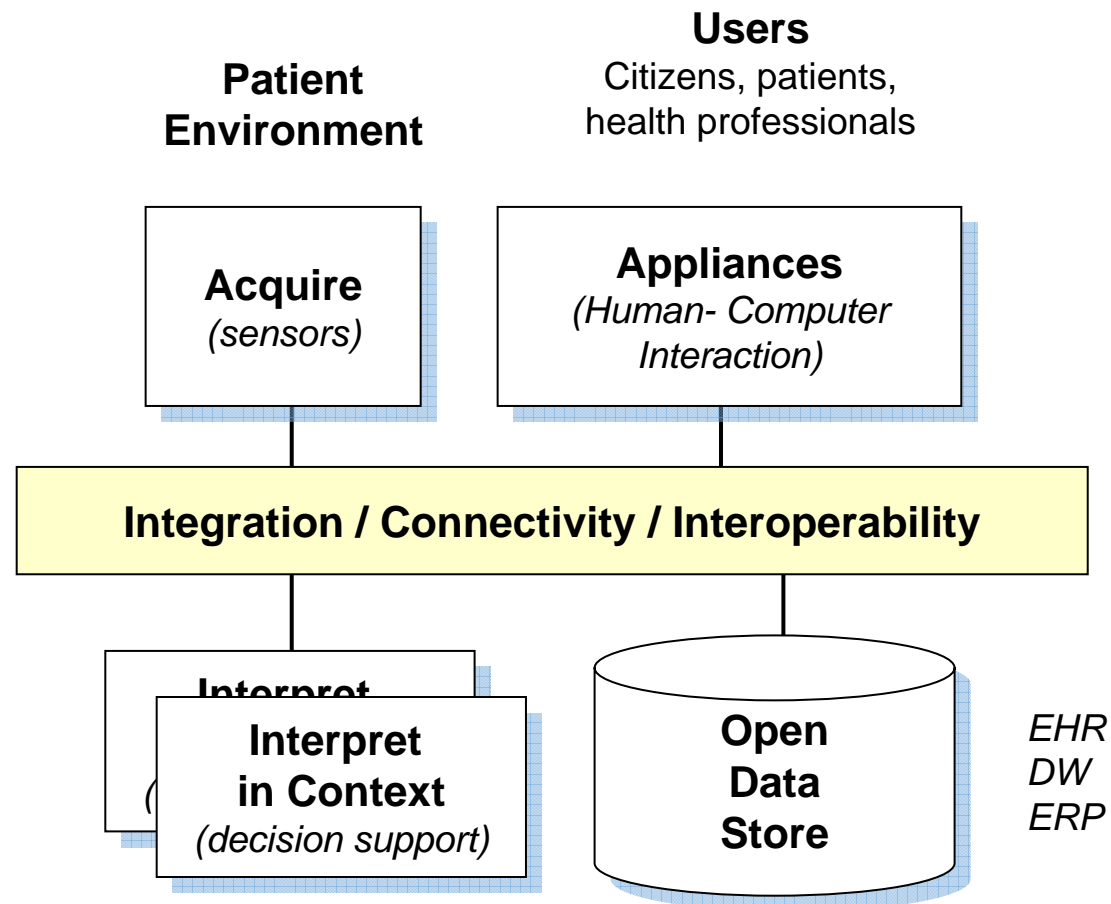 Users
Citizens, patients,
health professionals
Patient
Environment
Acquire
(sensors)
Appliances
(Human- Computer
Interaction)
Integration / Connectivity / Interoperability
Interpret
(
Interpret
in Context
(decision support)
Open
Data
Store
EHR
DW
ERP